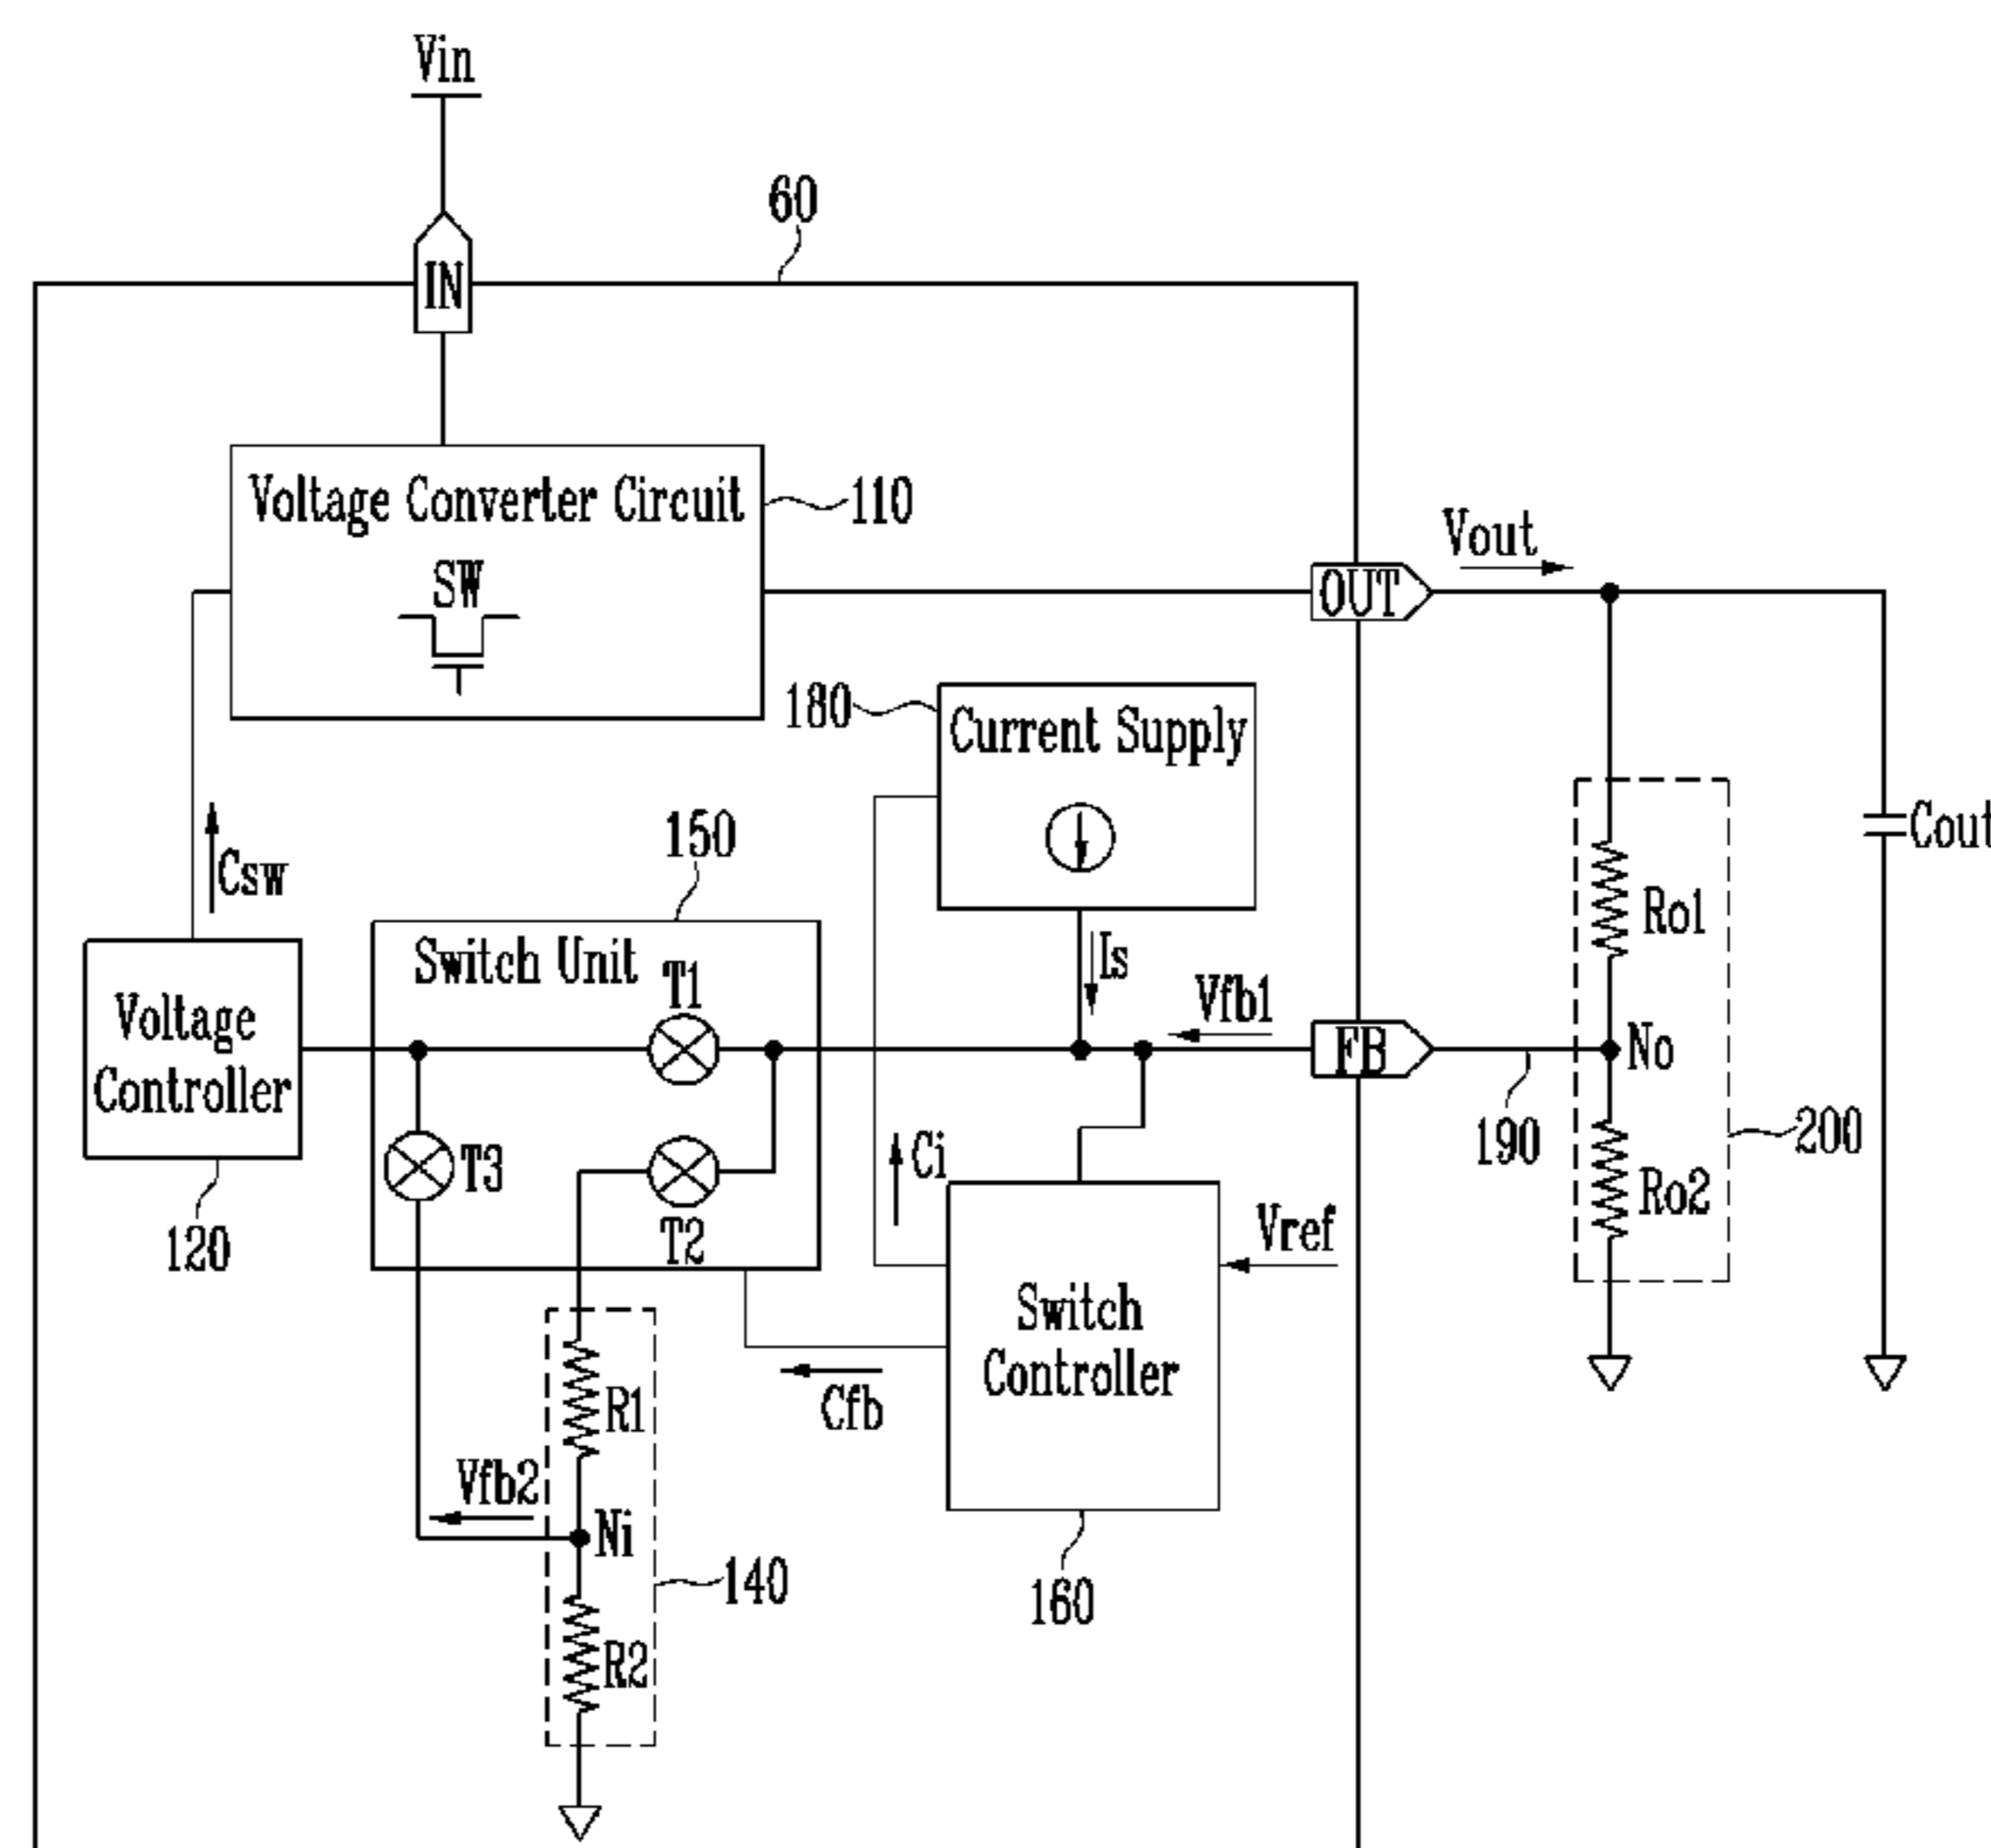 Vin
60
IN
Voltage Converter Circuit
110
SW
Vout
OUT
180
Current Supply
Cout
150
Csw
Ro1
Switch Unit
T1
Is
Vfb1
Voltage
Controller
FB
No
T3
T2
Ci
190
200
Ro2
120
Vref
Switch
Controller
R1
Cfb
Vfb2
Ni
140
160
R2